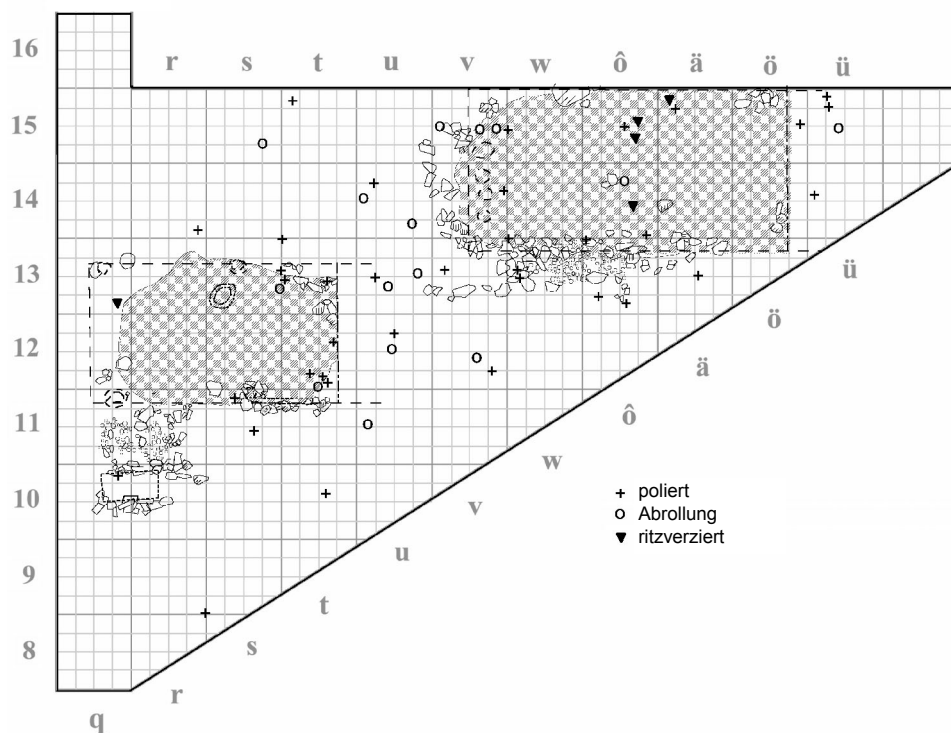 16
r s t u v w ô ä ö ü
15
14
13
ü
12
ö
ä
11
ô
w
10
v
+ poliert
o Abrollung
▼ ritzverziert
9
u
t
8
s
r
q